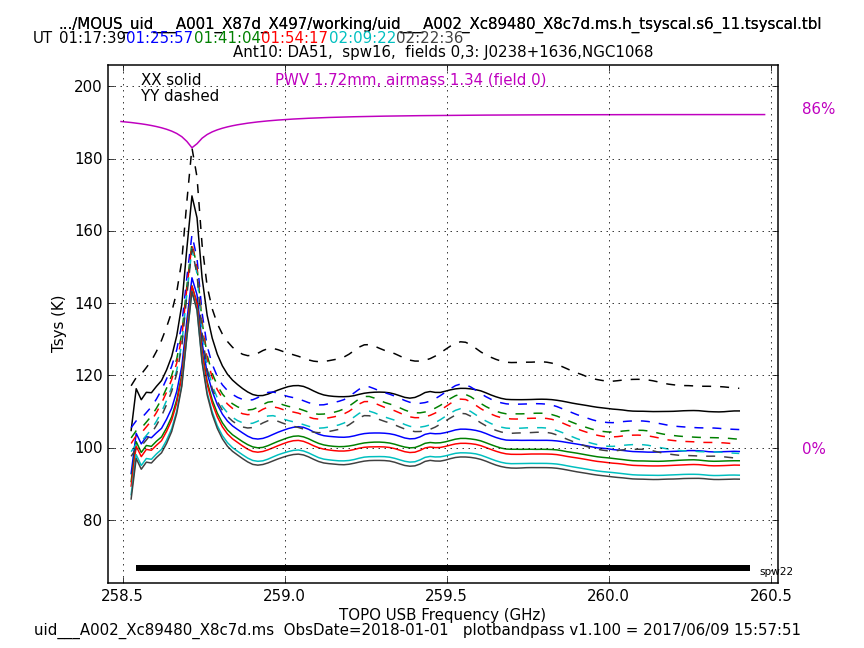 .../MOUS_uid___A001_X87d_X497/working/uid___A002_Xc89480_X8c7d.ms.h_tsyscal.s6_11.tsyscal.tbl
UT 01:17:39 01:25:57 01:41:04 01:54:17 02:09:22 02:22:36
Ant10: DA51, spw16, fields 0,3: J0238+1636,NGC1068
XX solid
YY dashed
PWV 1.72mm, airmass 1.34 (field 0)
86%
0%
200
180
160
140
120
100
80
Tsys (K)
spw22
258.5 259.0 259.5 260.0 260.5
TOPO USB Frequency (GHz)
uid___A002_Xc89480_X8c7d.ms ObsDate=2018-01-01 plotbandpass v1.100 = 2017/06/09 15:57:51